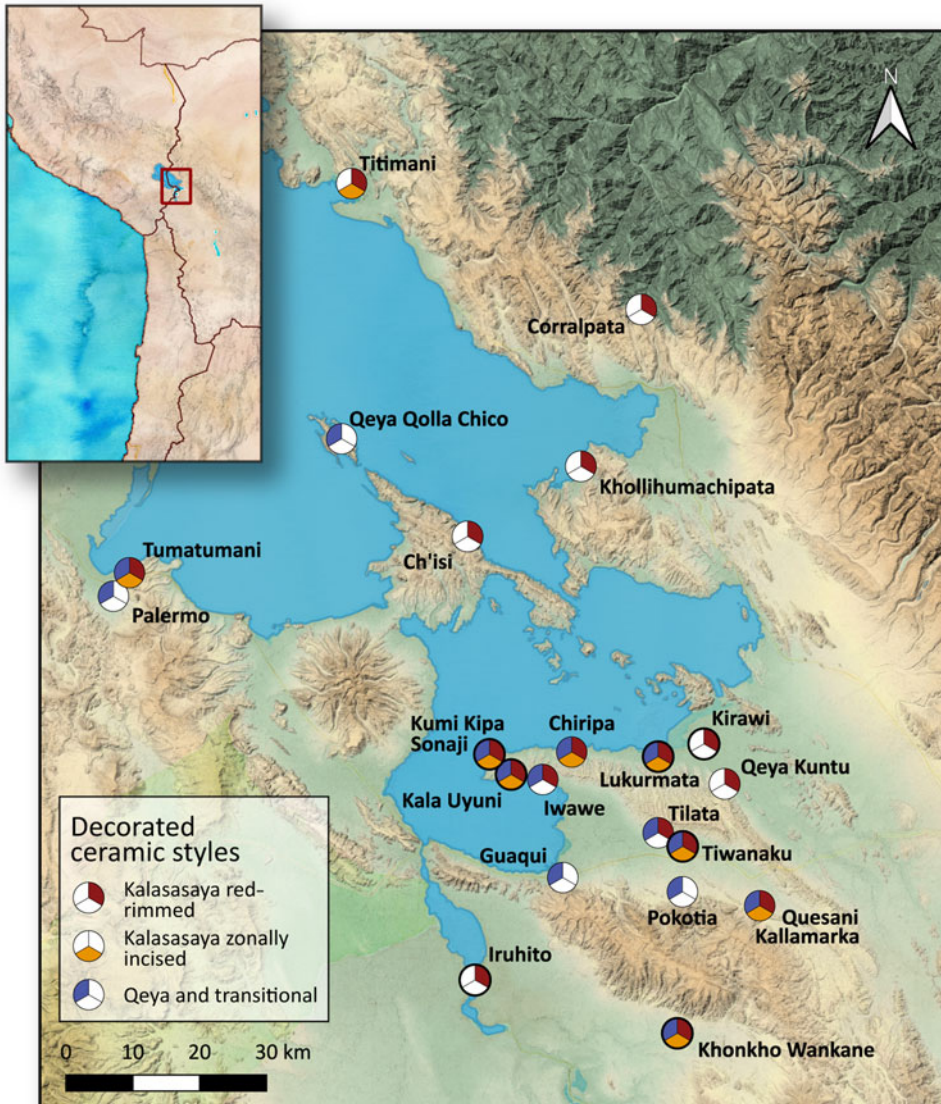 N
Titimani
Corralpata
Qeya Qolla Chico
Khollihumachipata
Ch'isi
Tumatumani
Palermo
Kumi Kipa
Sonaji
Chiripa
Kirawi
Kala Uyuni
Iwawe
Lukurmata
Qeya Kuntu
Tilata
Tiwanaku
Guaqui
Pokotia
Quesani
Kallamarka
Iruhito
Khonkho Wankane
Decorated
ceramic styles
Kalasasaya red-
rimmed
Kalasasaya zonally
incised
Qeya and transitional
0 10 20 30 km